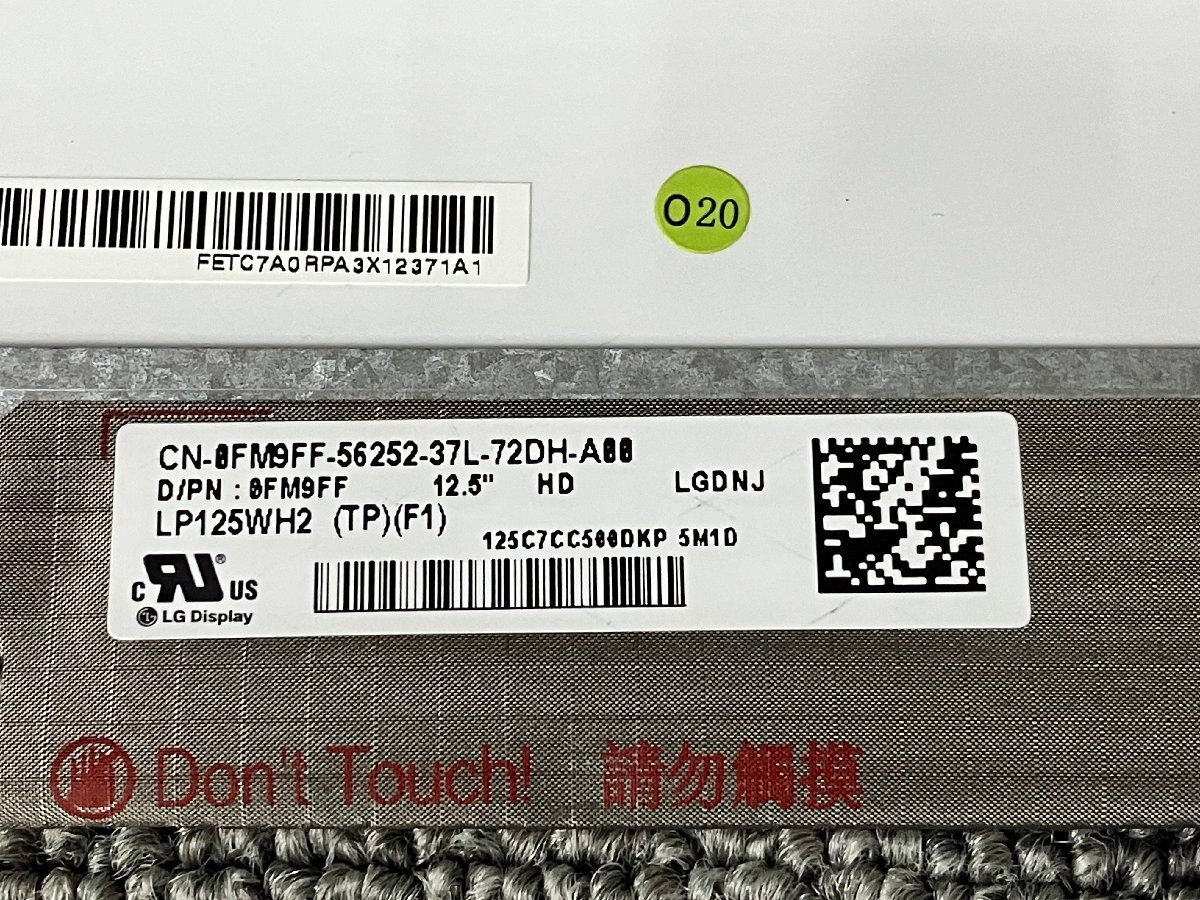 FETC7A0RPA3X12371A1
O20
CN-0FM9FF-56252-37L-72DH-A00
D/PN : 0FM9FF 12.5" HD LGDNJ
LP125WH2 (TP)(F1)
125C7CC500DKP 5M1D
c RU ® US
LG Display
Don't Touch! 請勿觸摸